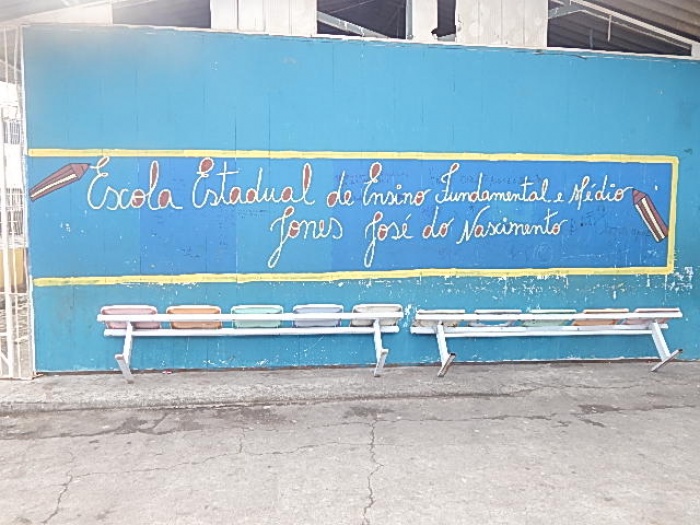 Escola Estadual de Ensino Fundamental e Médio
Jones José do Nascimento